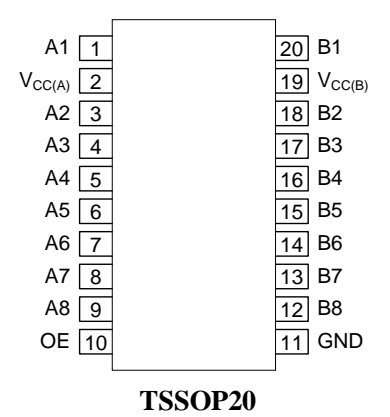 A1 1 20 B1
VCC(A) 2 19 VCC(B)
A2 3 18 B2
A3 4 17 B3
A4 5 16 B4
A5 6 15 B5
A6 7 14 B6
A7 8 13 B7
A8 9 12 B8
OE 10 11 GND
TSSOP20